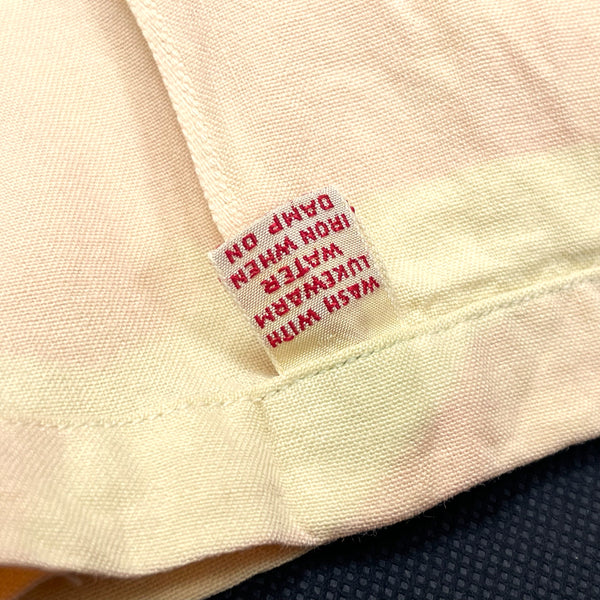 WASH WITH
LUKEWARM
WATER
IRON WHEN
DAMP ON